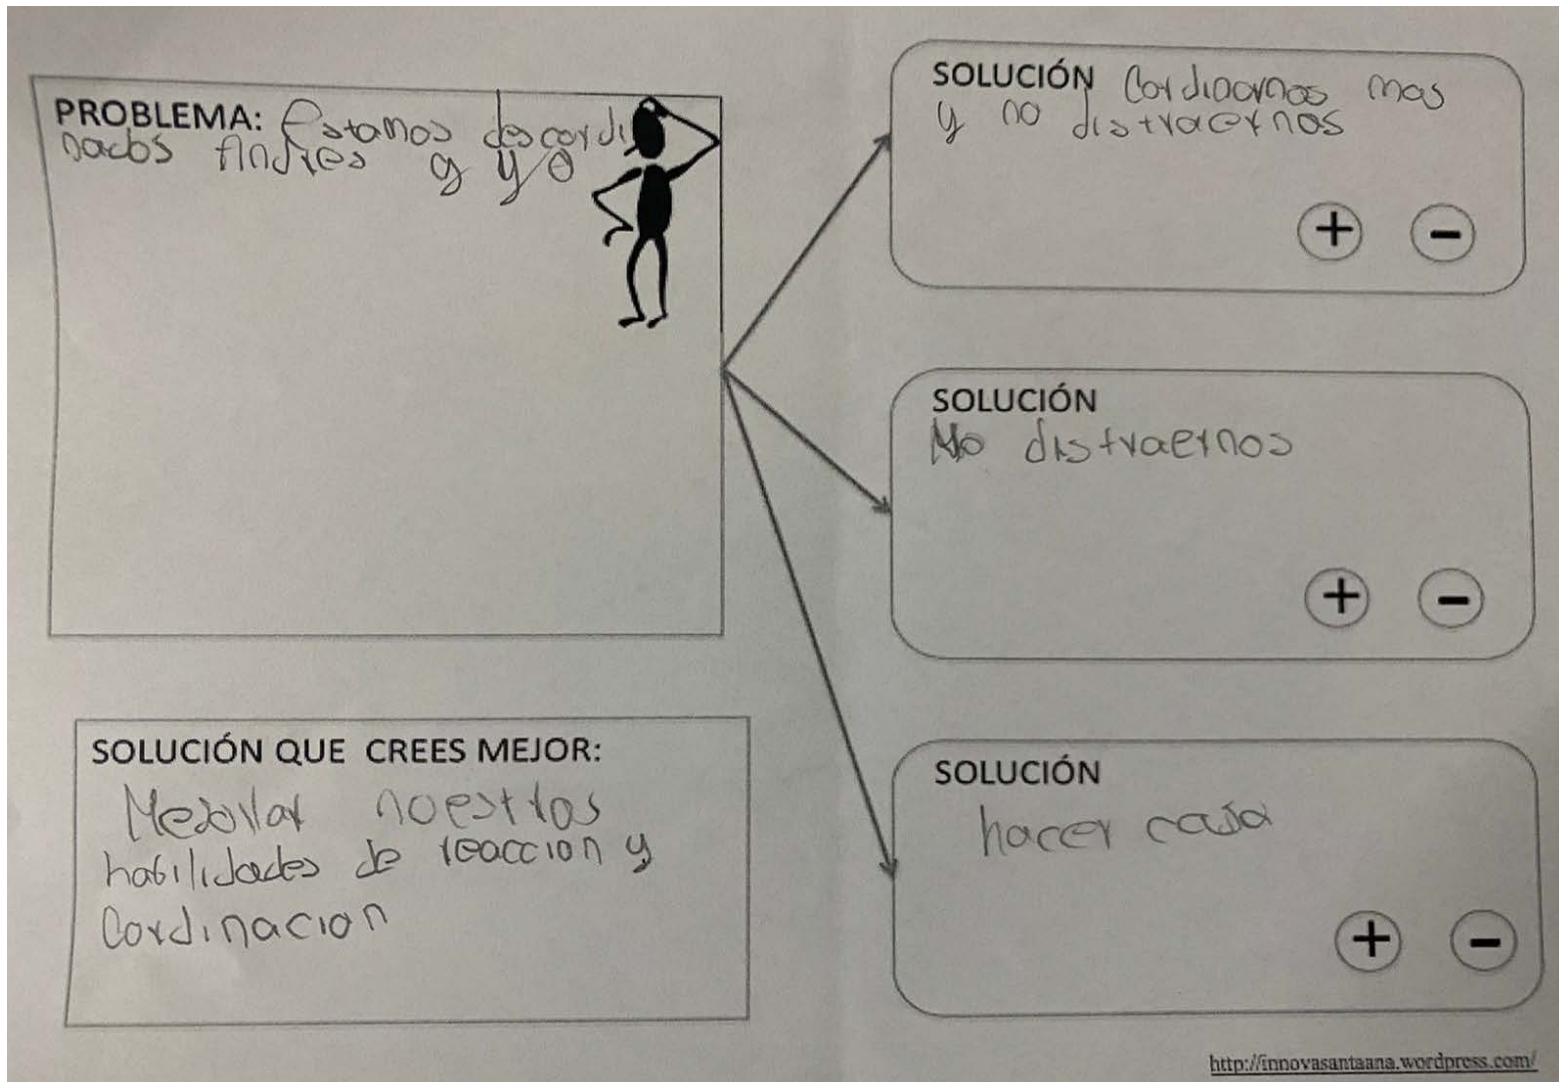 PROBLEMA: Estamos descordi
nados Andres y yo
SOLUCIÓN Cordinarnos mas
y no distraernos
+ −
SOLUCIÓN
No distraernos
+ −
SOLUCIÓN QUE CREES MEJOR:
Mejorar nuestras
habilidades de reaccion y
Cordinacion
SOLUCIÓN
hacer
+ −
http://innovasantaana.wordpress.com/